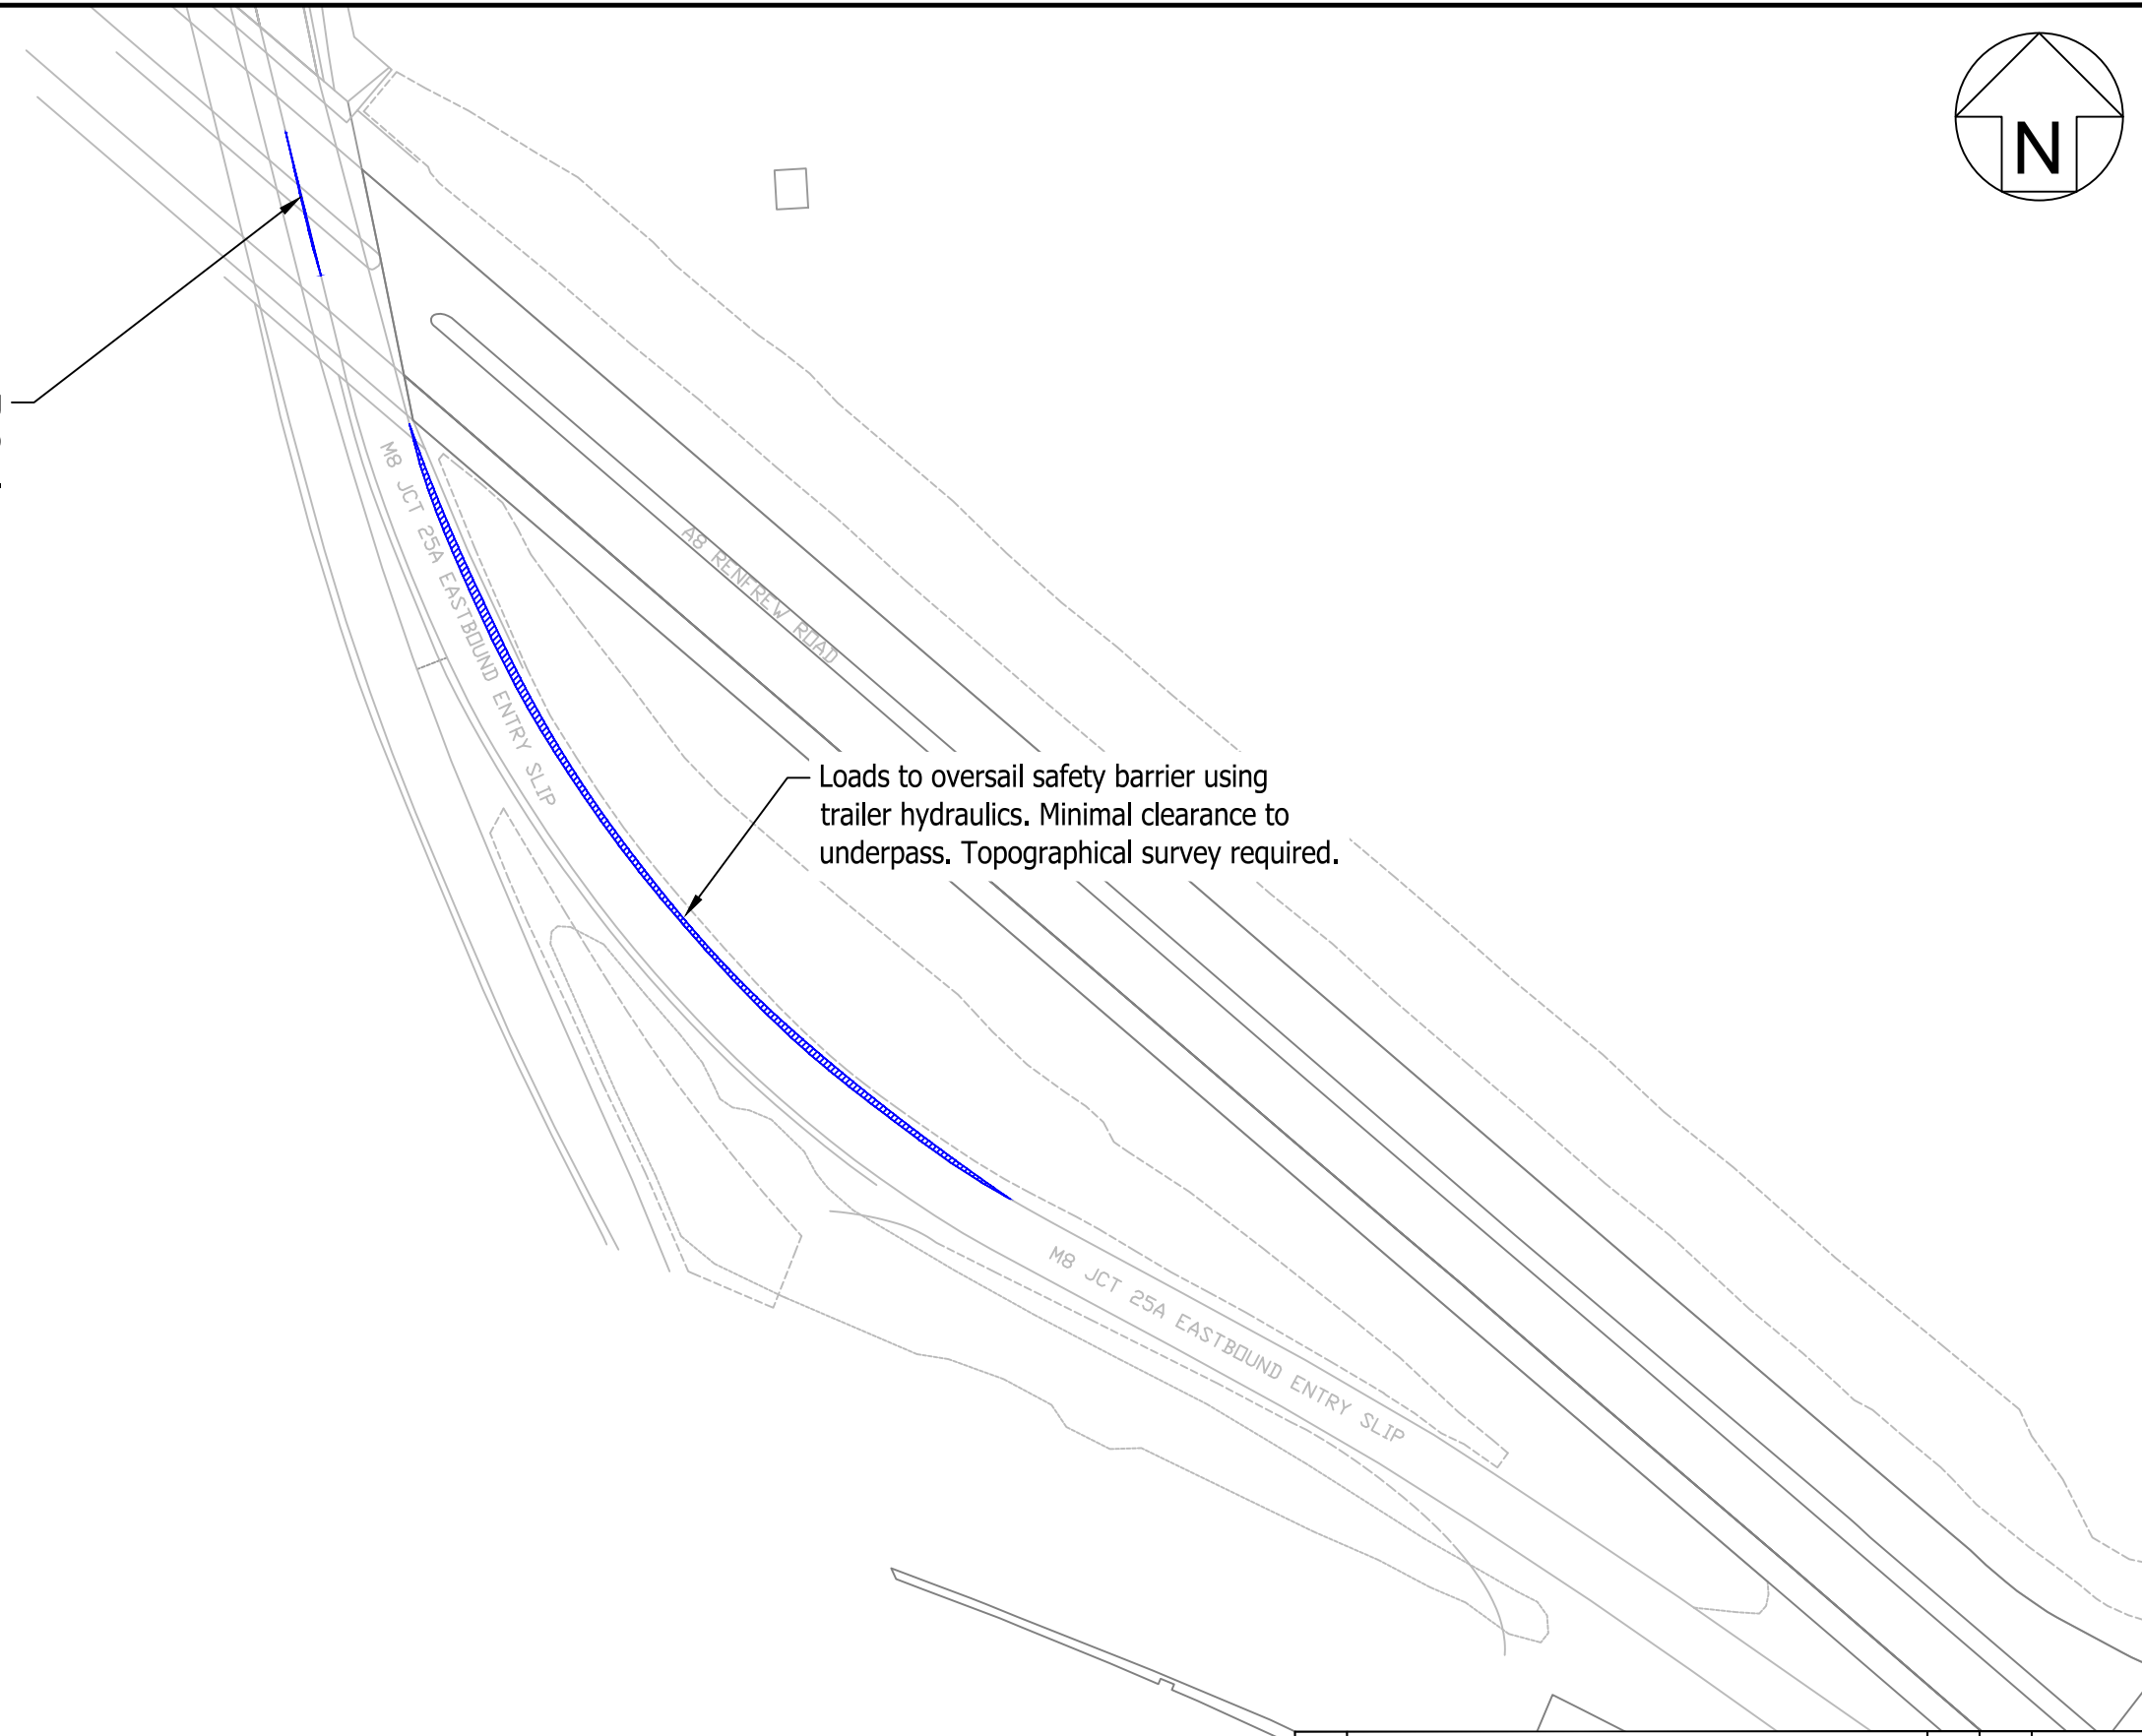 N
M8 JCT 25A EASTBOUND ENTRY SLIP
A8 RENFREW ROAD
Loads to oversail safety barrier using
trailer hydraulics. Minimal clearance to
underpass. Topographical survey required.
M8 JCT 25A EASTBOUND ENTRY SLIP